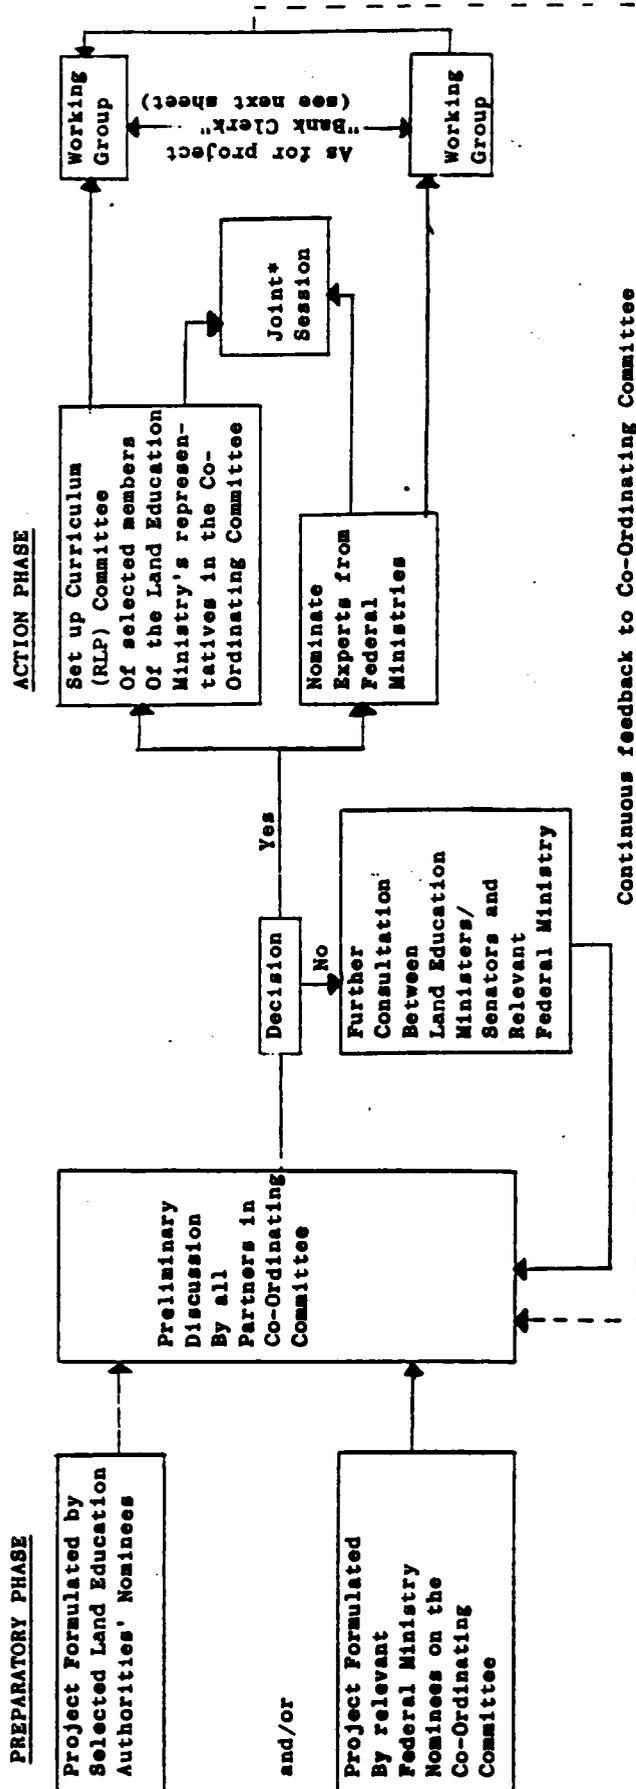 PREPARATORY PHASE
Project Formulated by
Selected Land Education
Authorities' Nominees
and/or
Project Formulated
By relevant
Federal Ministry
Nominees on the
Co-Ordinating
Committee
Preliminary
Discussion
By all
Partners in
Co-Ordinating
Committee
Decision
Yes
No
Further
Consultation
Between
Land Education
Ministers/
Senators and
Relevant
Federal Ministry
ACTION PHASE
Set up Curriculum
(RLP) Committee
Of selected members
Of the Land Education
Ministry's represen-
tatives in the Co-
Ordinating Committee
Nominate
Experts from
Federal
Ministries
Joint*
Session
Working
Group
As for project
"Bank Clerk"
(see next sheet)
Working
Group
Continuous feedback to Co-Ordinating Committee